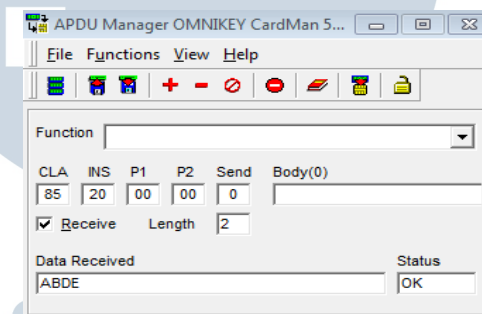 APDU Manager OMNIKEY CardMan 5...
File Functions View Help
Function
CLA INS P1 P2 Send Body(0)
85 20 00 00 0
Receive Length 2
Data Received Status
ABDE OK